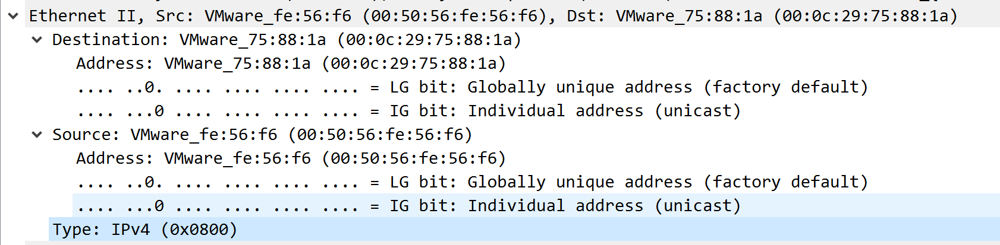 Ethernet II, Src: VMware_fe:56:f6 (00:50:56:fe:56:f6), Dst: VMware_75:88:1a (00:0c:29:75:88:1a)
Destination: VMware_75:88:1a (00:0c:29:75:88:1a)
Address: VMware_75:88:1a (00:0c:29:75:88:1a)
.... ..0. .... .... .... .... = LG bit: Globally unique address (factory default)
.... ...0 .... .... .... .... = IG bit: Individual address (unicast)
Source: VMware_fe:56:f6 (00:50:56:fe:56:f6)
Address: VMware_fe:56:f6 (00:50:56:fe:56:f6)
.... ..0. .... .... .... .... = LG bit: Globally unique address (factory default)
.... ...0 .... .... .... .... = IG bit: Individual address (unicast)
Type: IPv4 (0x0800)